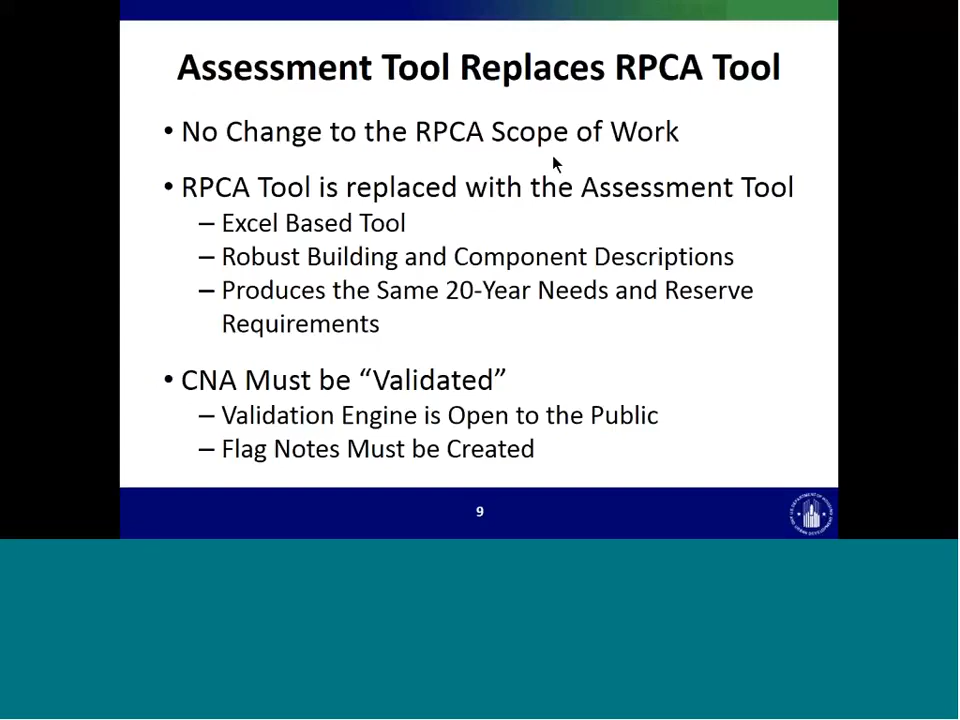 Assessment Tool Replaces RPCA Tool
• No Change to the RPCA Scope of Work
• RPCA Tool is replaced with the Assessment Tool
– Excel Based Tool
– Robust Building and Component Descriptions
– Produces the Same 20-Year Needs and Reserve
Requirements
• CNA Must be “Validated”
– Validation Engine is Open to the Public
– Flag Notes Must be Created
9